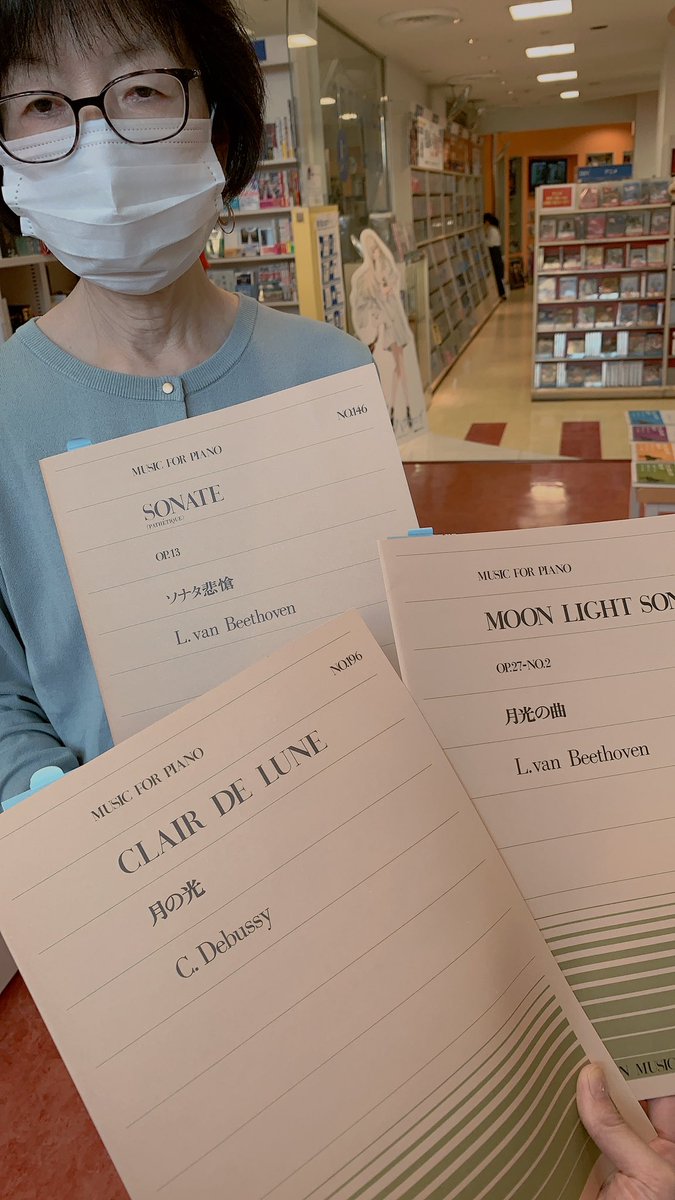 NO.146
MUSIC FOR PIANO
SONATE
(PATHÉTIQUE)
OP.13
ソナタ悲愴
L. van Beethoven
MUSIC FOR PIANO
MOON LIGHT SON
OP.27-NO.2
月光の曲
L. van Beethoven
N MUSIC
NO.196
MUSIC FOR PIANO
CLAIR DE LUNE
月の光
C. Debussy